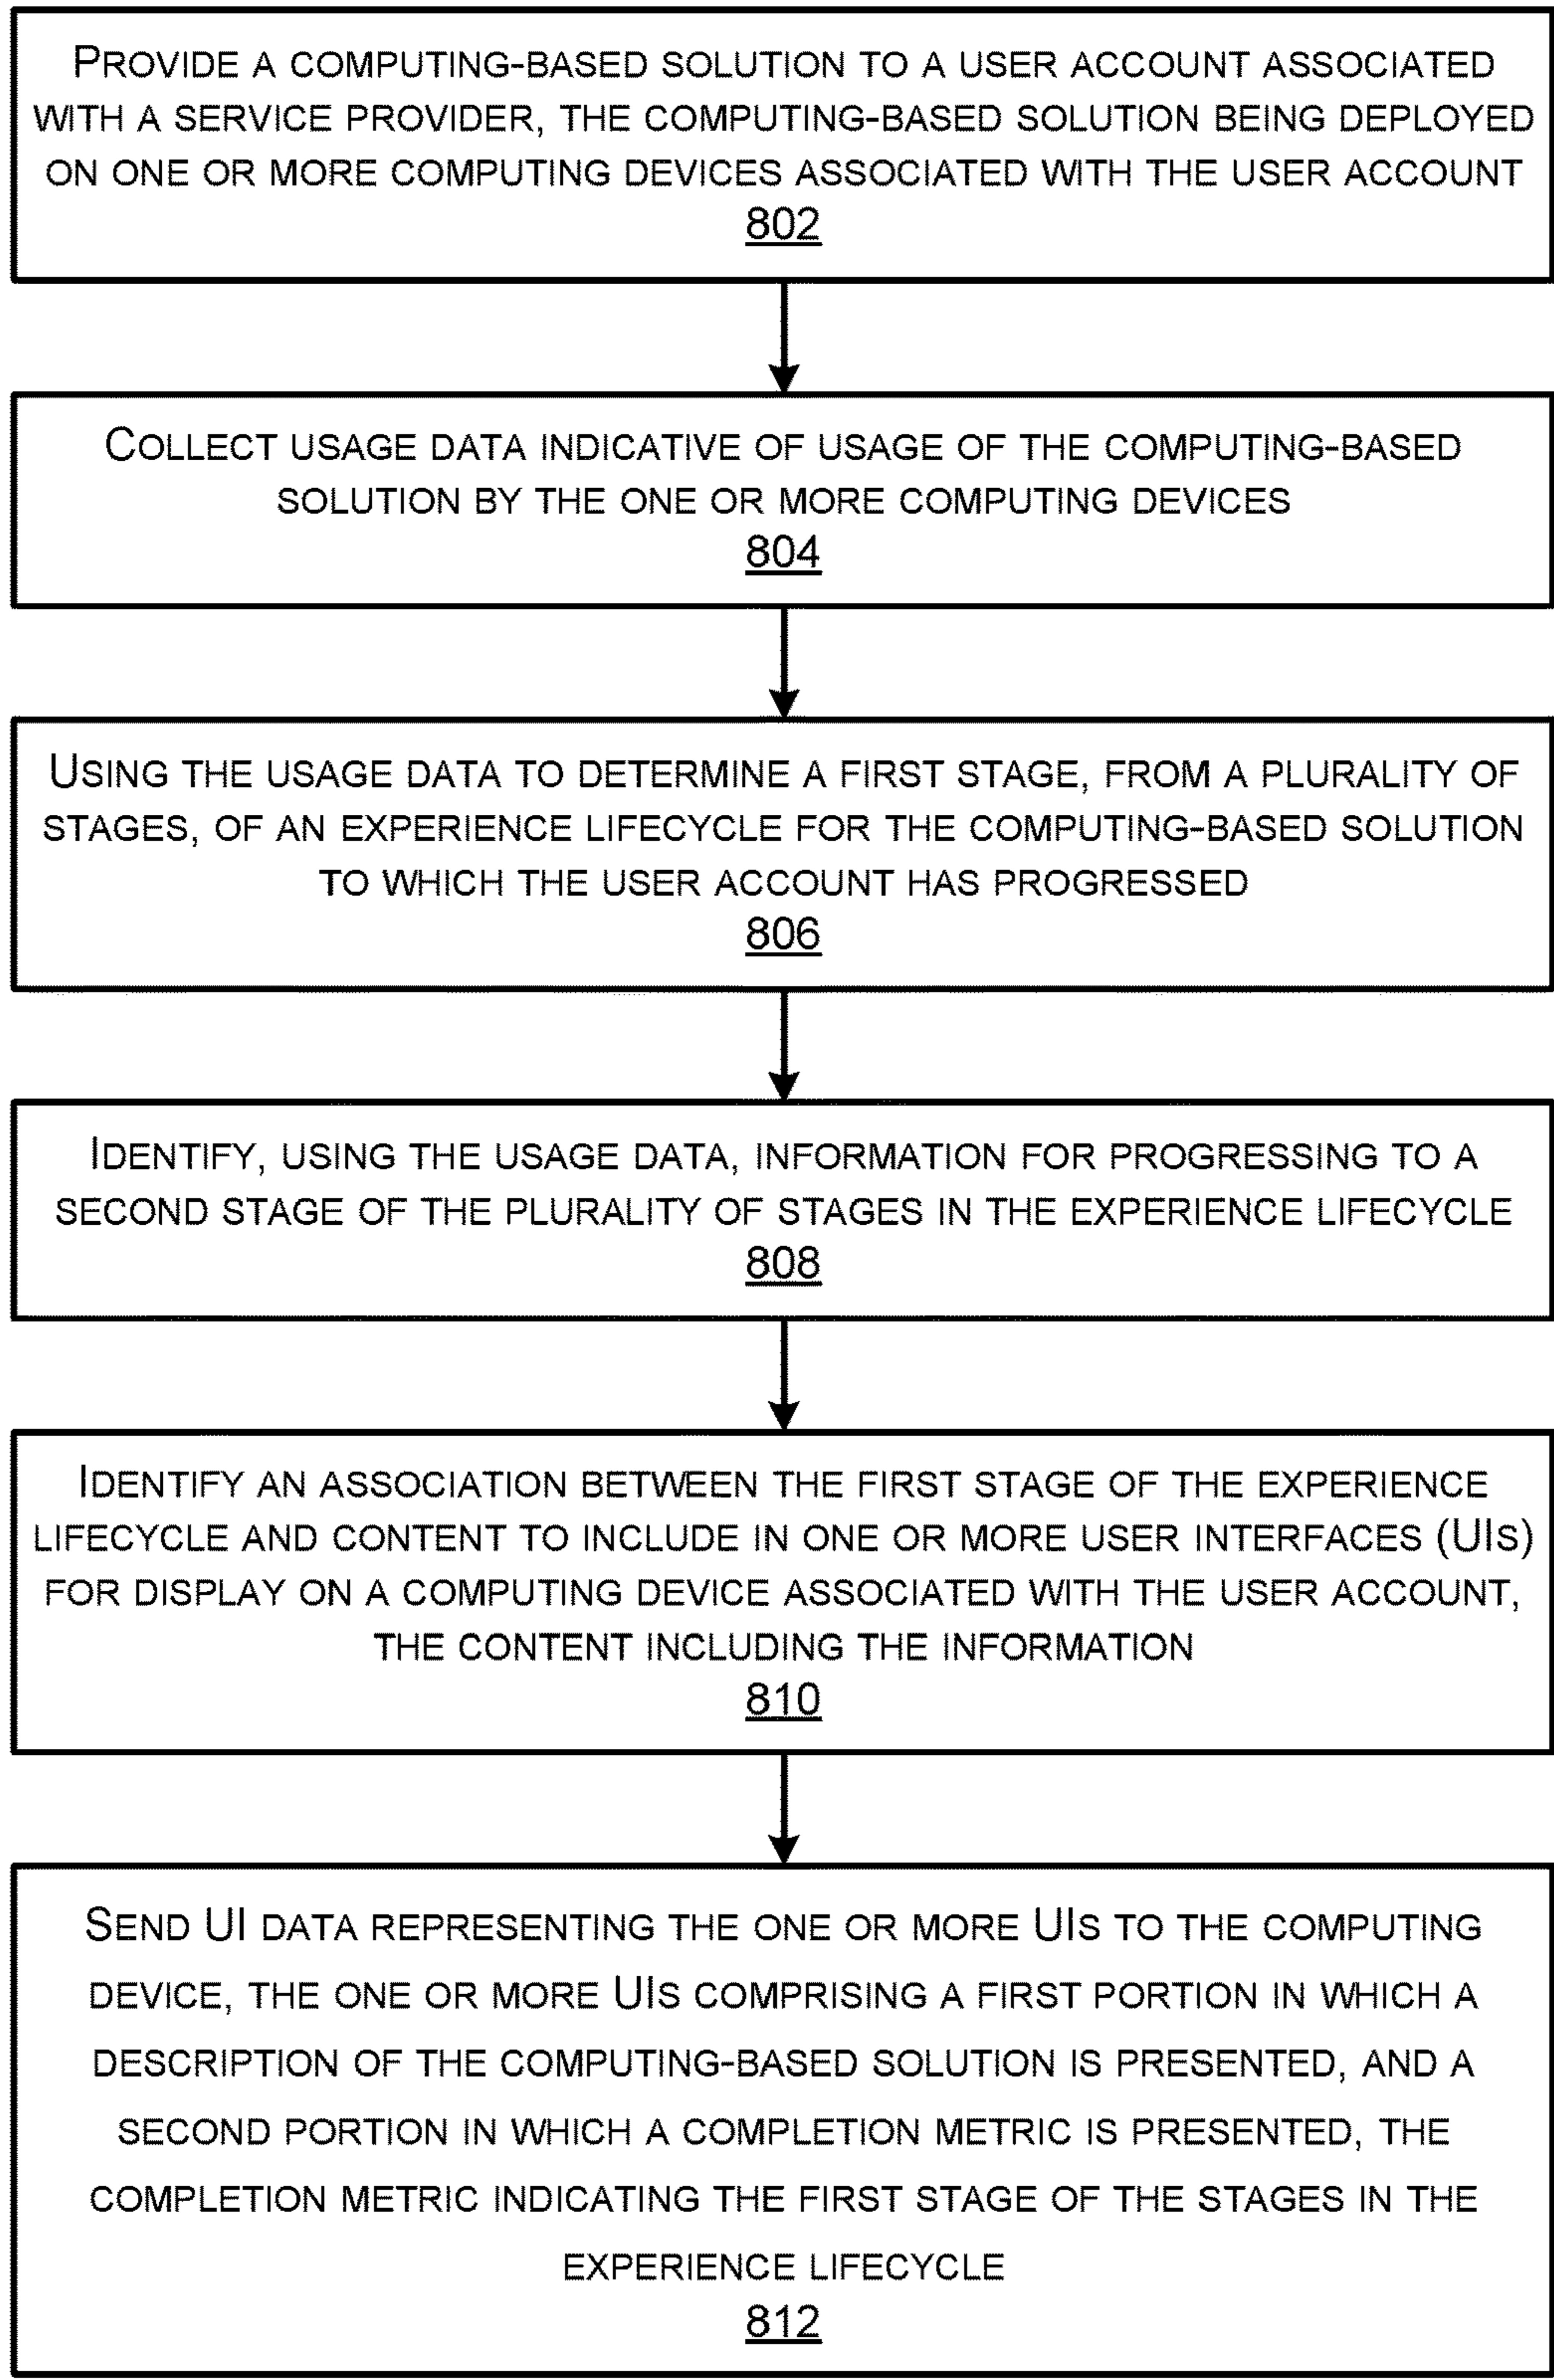 PROVIDE A COMPUTING-BASED SOLUTION TO A USER ACCOUNT ASSOCIATED
WITH A SERVICE PROVIDER, THE COMPUTING-BASED SOLUTION BEING DEPLOYED
ON ONE OR MORE COMPUTING DEVICES ASSOCIATED WITH THE USER ACCOUNT
802
COLLECT USAGE DATA INDICATIVE OF USAGE OF THE COMPUTING-BASED
SOLUTION BY THE ONE OR MORE COMPUTING DEVICES
804
USING THE USAGE DATA TO DETERMINE A FIRST STAGE, FROM A PLURALITY OF
STAGES, OF AN EXPERIENCE LIFECYCLE FOR THE COMPUTING-BASED SOLUTION
TO WHICH THE USER ACCOUNT HAS PROGRESSED
806
IDENTIFY, USING THE USAGE DATA, INFORMATION FOR PROGRESSING TO A
SECOND STAGE OF THE PLURALITY OF STAGES IN THE EXPERIENCE LIFECYCLE
808
IDENTIFY AN ASSOCIATION BETWEEN THE FIRST STAGE OF THE EXPERIENCE
LIFECYCLE AND CONTENT TO INCLUDE IN ONE OR MORE USER INTERFACES (UIS)
FOR DISPLAY ON A COMPUTING DEVICE ASSOCIATED WITH THE USER ACCOUNT,
THE CONTENT INCLUDING THE INFORMATION
810
SEND UI DATA REPRESENTING THE ONE OR MORE UIS TO THE COMPUTING
DEVICE, THE ONE OR MORE UIS COMPRISING A FIRST PORTION IN WHICH A
DESCRIPTION OF THE COMPUTING-BASED SOLUTION IS PRESENTED, AND A
SECOND PORTION IN WHICH A COMPLETION METRIC IS PRESENTED, THE
COMPLETION METRIC INDICATING THE FIRST STAGE OF THE STAGES IN THE
EXPERIENCE LIFECYCLE
812